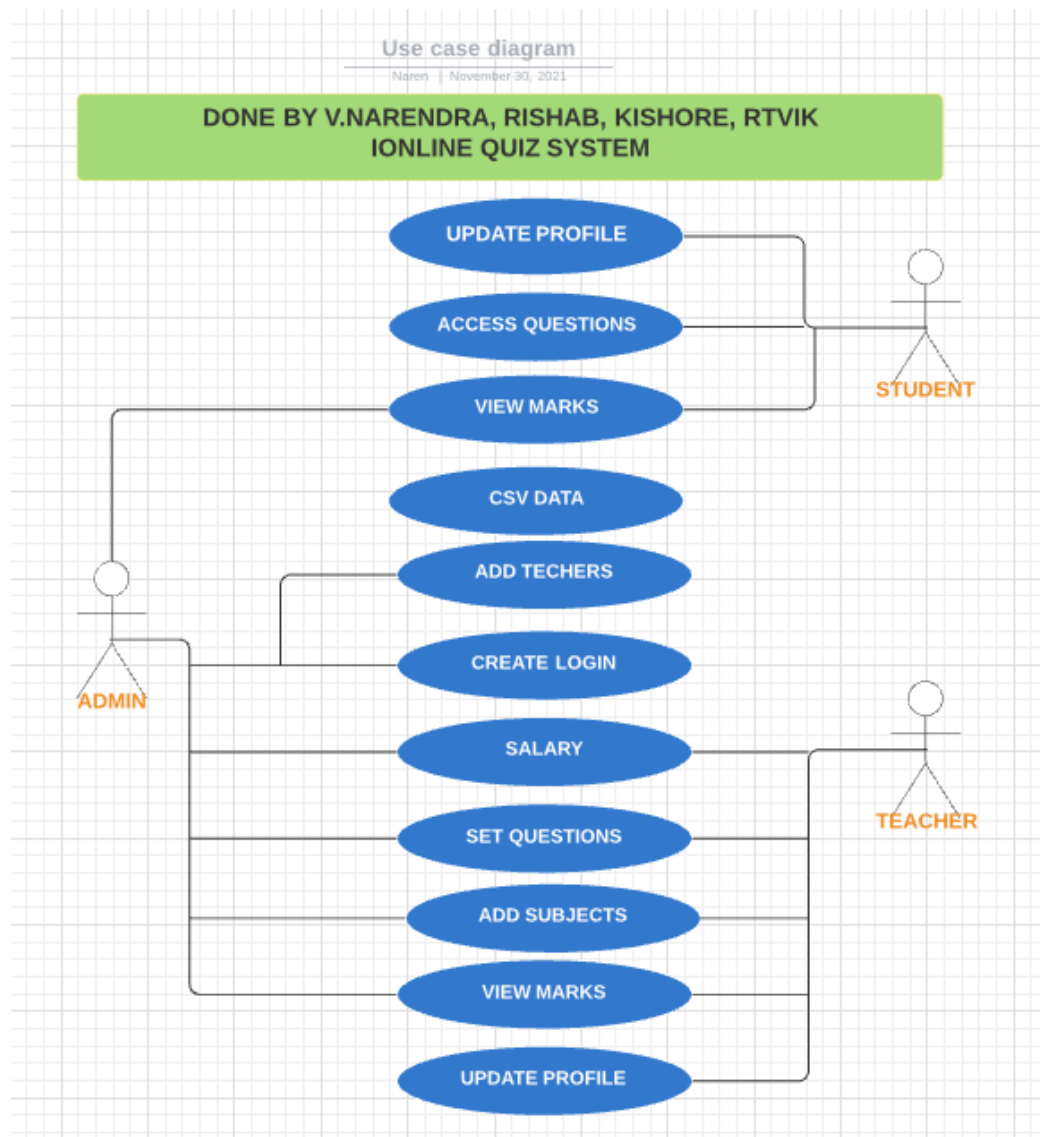 Use case diagram
Naren | November 30, 2021
DONE BY V.NARENDRA, RISHAB, KISHORE, RTVIK
IONLINE QUIZ SYSTEM
UPDATE PROFILE
ACCESS QUESTIONS
STUDENT
VIEW MARKS
CSV DATA
ADD TECHERS
CREATE LOGIN
ADMIN
SALARY
TEACHER
SET QUESTIONS
ADD SUBJECTS
VIEW MARKS
UPDATE PROFILE